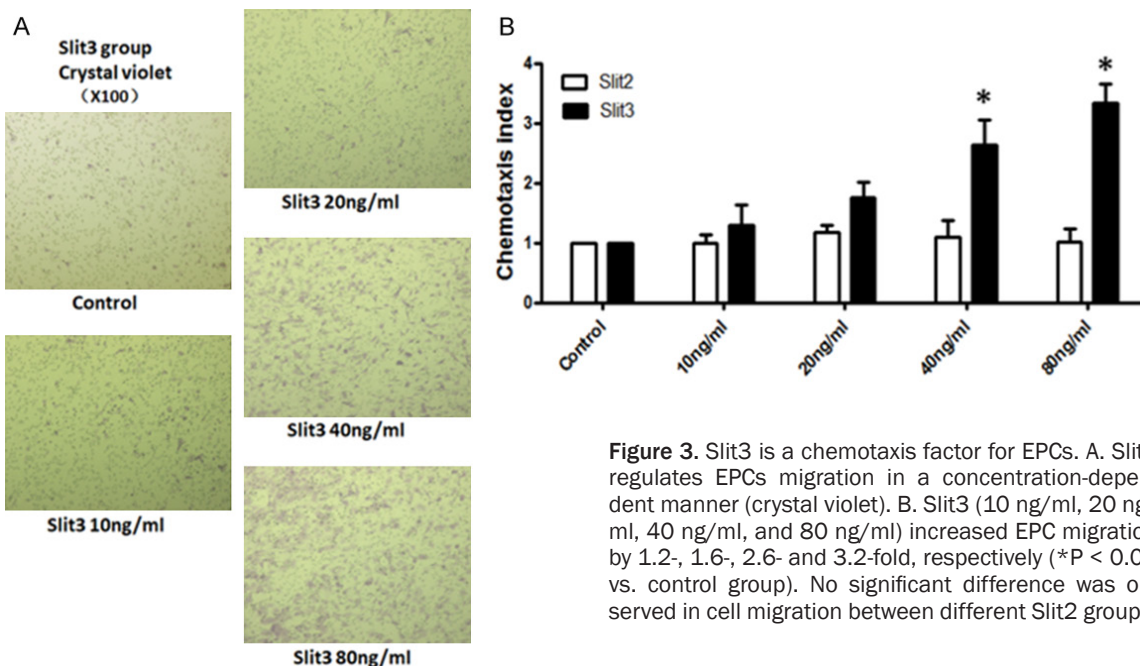 A
Slit3 group
Crystal violet
（X100）
Control
Slit3 10ng/ml
Slit3 20ng/ml
Slit3 40ng/ml
Slit3 80ng/ml
B
Chemotaxis index
4
3
2
1
0
Slit2
Slit3
*
*
Control
10ng/ml
20ng/ml
40ng/ml
80ng/ml
Figure 3. Slit3 is a chemotaxis factor for EPCs. A. Slit
regulates EPCs migration in a concentration-depe
dent manner (crystal violet). B. Slit3 (10 ng/ml, 20 ng
ml, 40 ng/ml, and 80 ng/ml) increased EPC migratio
by 1.2-, 1.6-, 2.6- and 3.2-fold, respectively (*P < 0.0
vs. control group). No significant difference was o
served in cell migration between different Slit2 group